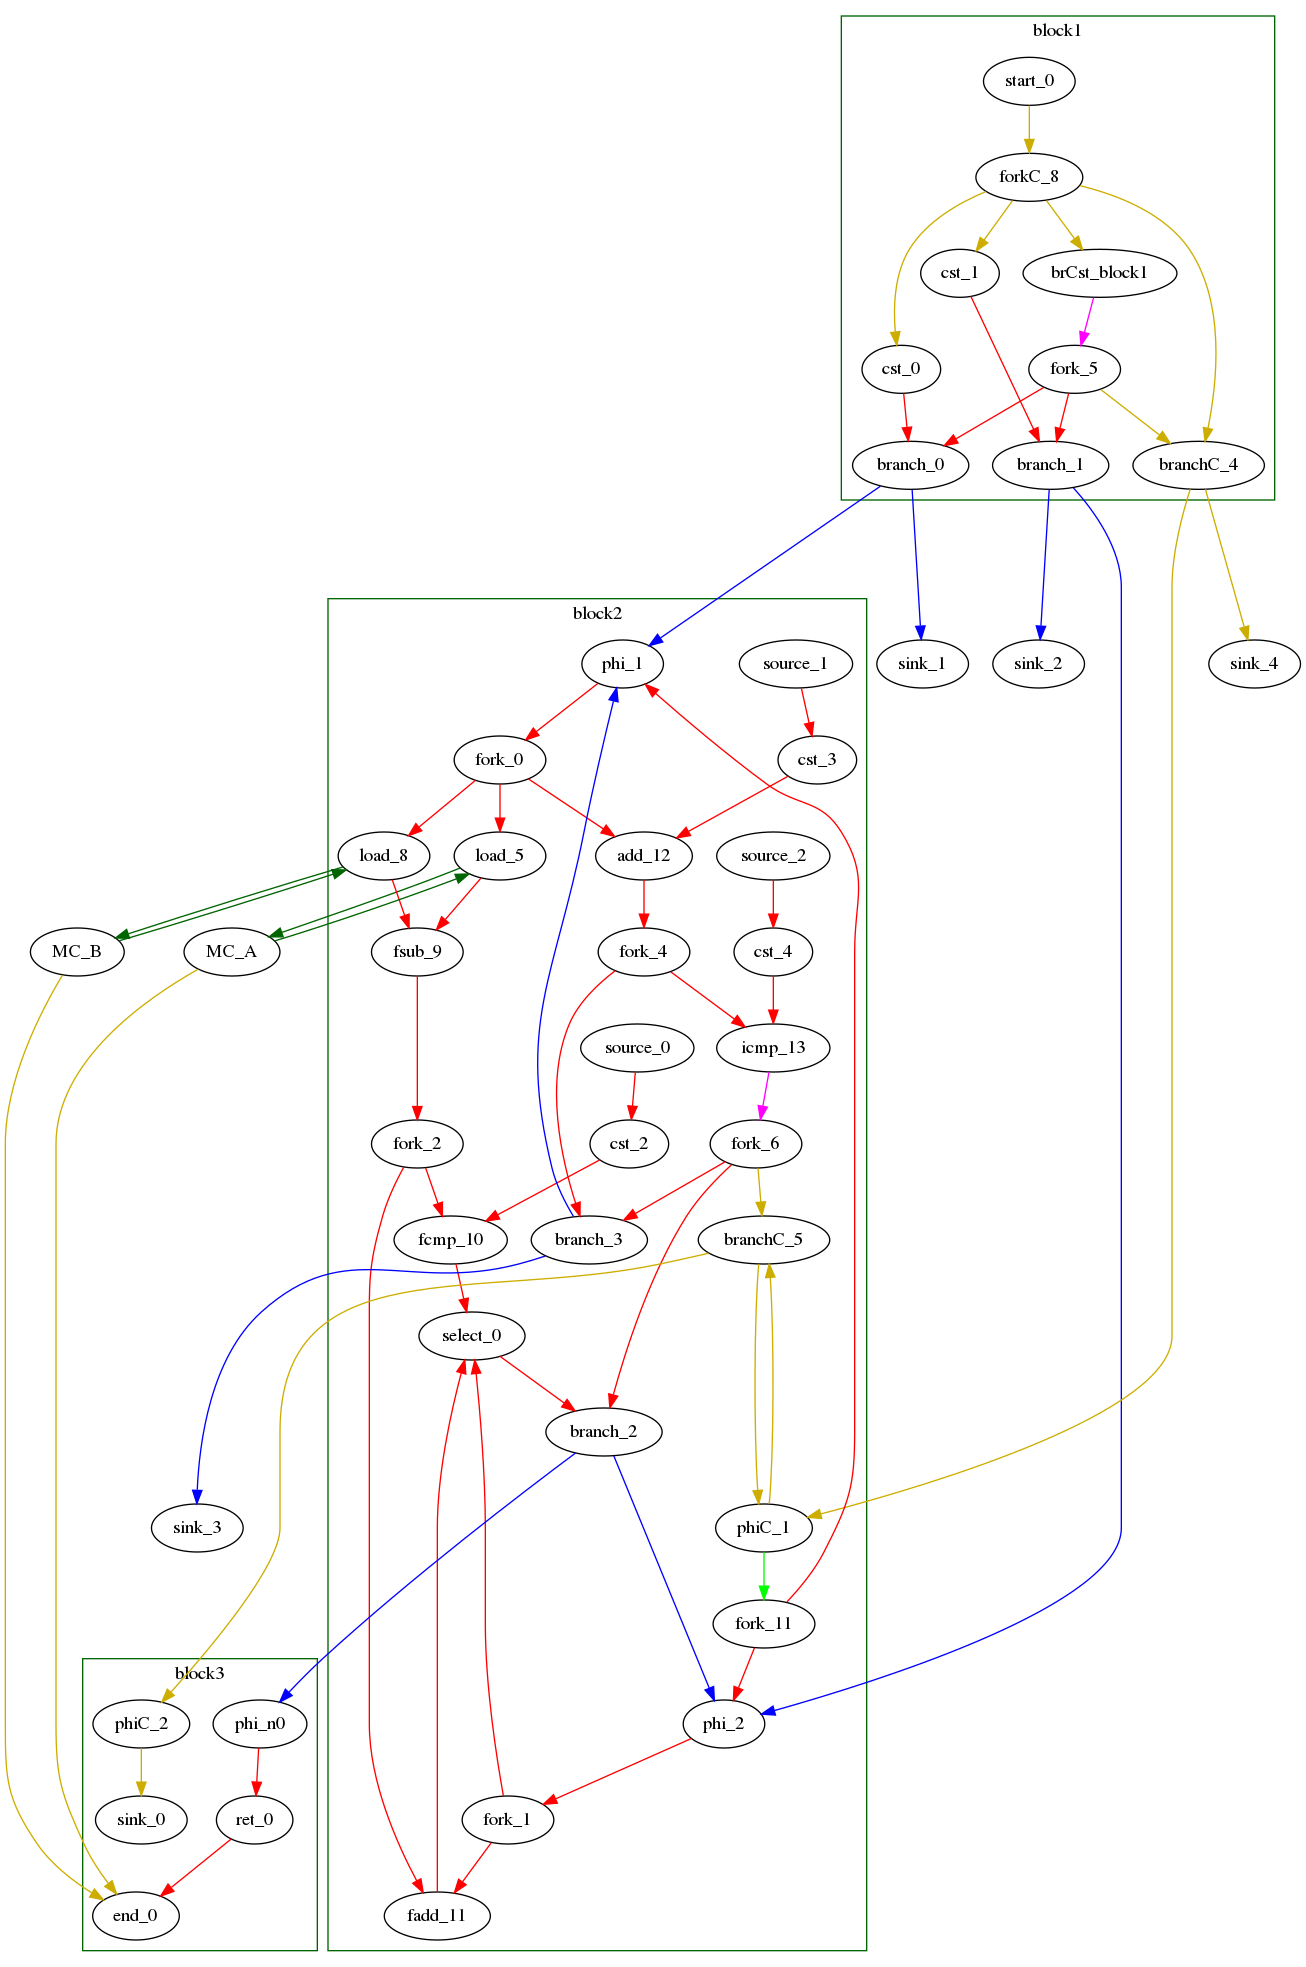 block1
start_0
forkC_8
cst_1
brCst_block1
cst_0
fork_5
branch_0
branch_1
branchC_4
block2
phi_1
source_1
sink_1
sink_2
sink_4
fork_0
cst_3
load_8
load_5
add_12
source_2
MC_B
MC_A
fsub_9
fork_4
cst_4
source_0
icmp_13
fork_2
cst_2
fork_6
fcmp_10
branch_3
branchC_5
select_0
branch_2
sink_3
phiC_1
fork_11
block3
phiC_2
phi_n0
phi_2
sink_0
ret_0
fork_1
end_0
fadd_11